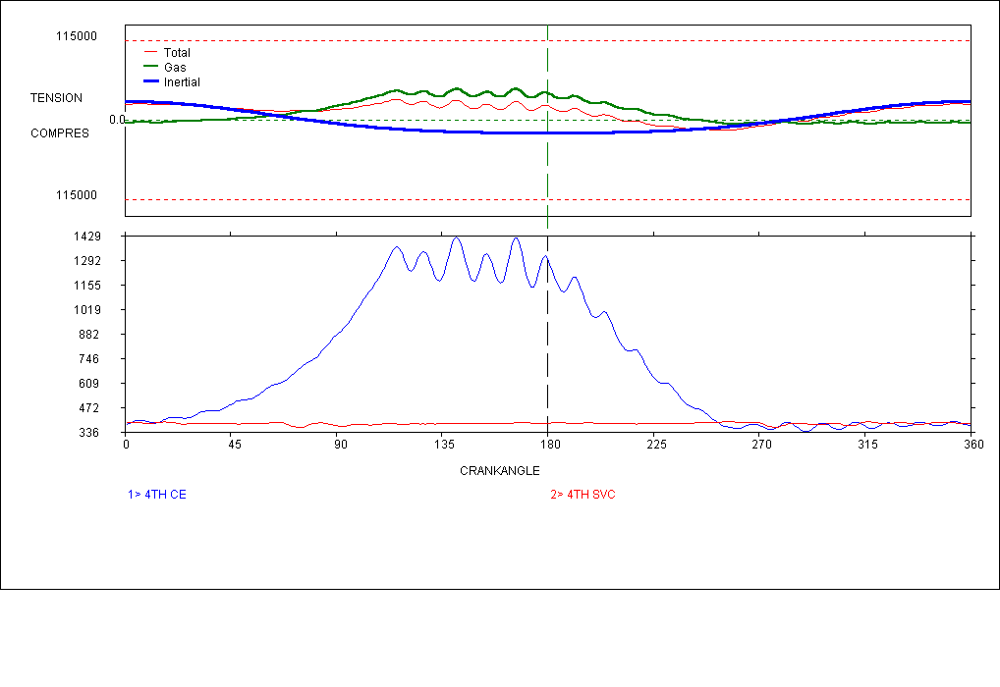 115000
Total
Gas
Inertial
TENSION
0.0
COMPRES
115000
1429
1292
1155
1019
882
746
609
472
336
0 45 90 135 180 225 270 315 360
CRANKANGLE
1> 4TH CE 2> 4TH SVC